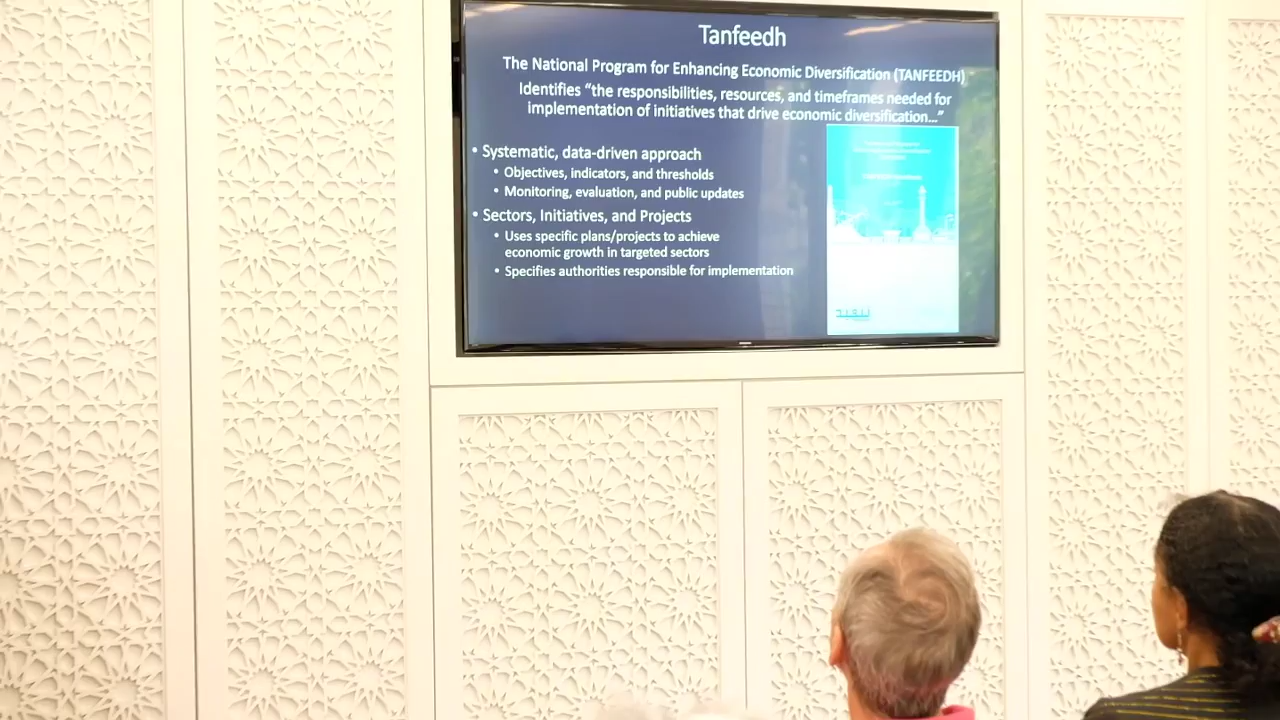 Tanfeedh
The National Program for Enhancing Economic Diversification (TANFEEDH)
Identifies “the responsibilities, resources, and timeframes needed for
implementation of initiatives that drive economic diversification…”
• Systematic, data-driven approach
• Objectives, indicators, and thresholds
• Monitoring, evaluation, and public updates
• Sectors, Initiatives, and Projects
• Uses specific plans/projects to achieve
economic growth in targeted sectors
• Specifies authorities responsible for implementation